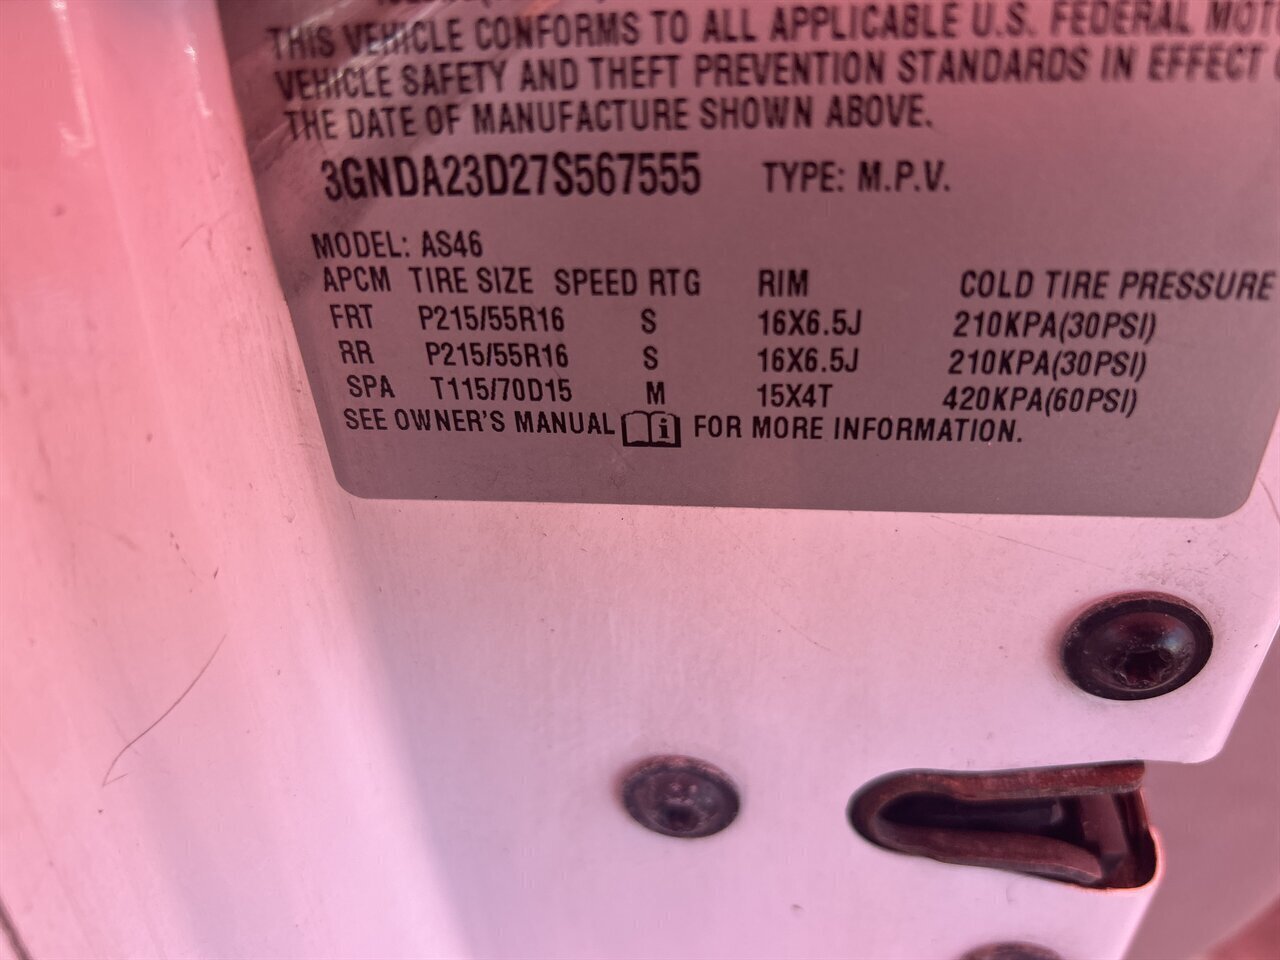 THIS VEHICLE CONFORMS TO ALL APPLICABLE U.S. FEDERAL
VEHICLE SAFETY AND THEFT PREVENTION STANDARDS IN EFFECT
THE DATE OF MANUFACTURE SHOWN ABOVE.
3GNDA23D27S567555 TYPE: M.P.V.
MODEL: AS46
APCM TIRE SIZE SPEED RTG RIM COLD TIRE PRESSURE
FRT P215/55R16 S 16X6.5J 210KPA(30PSI)
RR P215/55R16 S 16X6.5J 210KPA(30PSI)
SPA T115/70D15 M 15X4T 420KPA(60PSI)
SEE OWNER'S MANUAL i FOR MORE INFORMATION.